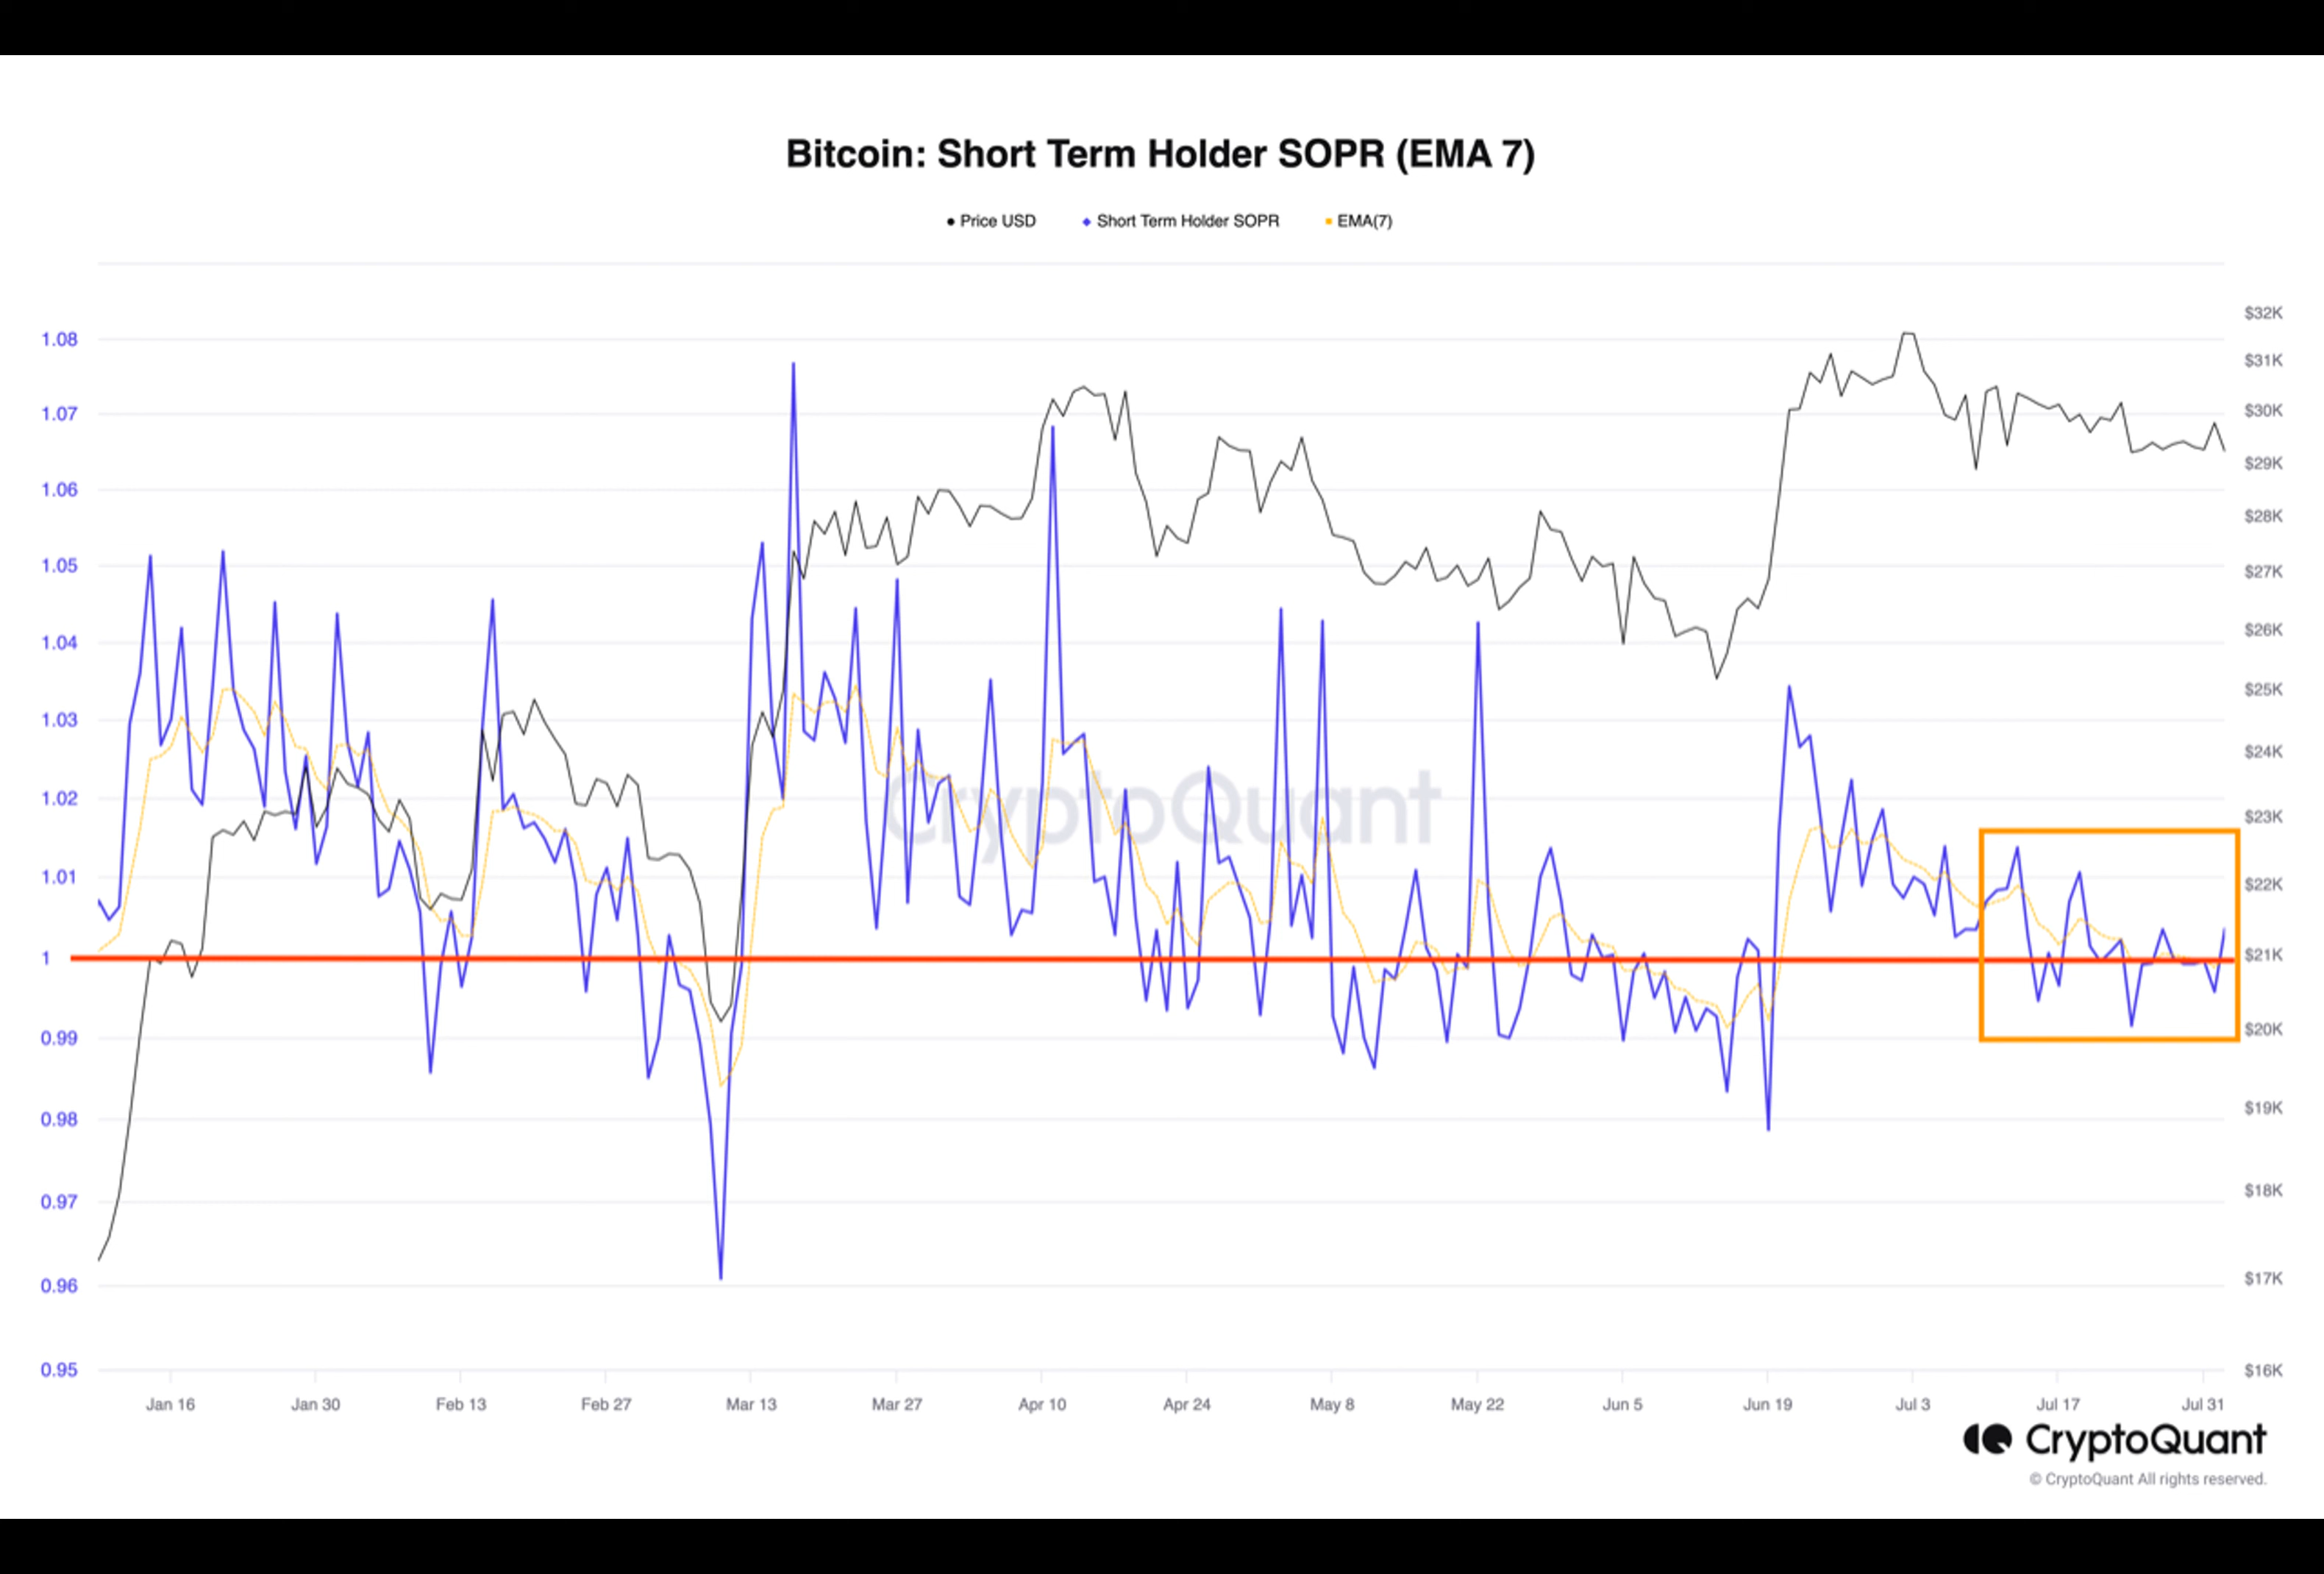 Bitcoin: Short Term Holder SOPR (EMA 7)
Price USD Short Term Holder SOPR EMA(7)
1.08
1.07
1.06
1.05
1.04
1.03
1.02
1.01
1
0.99
0.98
0.97
0.96
0.95
$32K
$31K
$30K
$29K
$28K
$27K
$26K
$25K
$24K
$23K
$22K
$21K
$20K
$19K
$18K
$17K
$16K
CryptoQuant
Jan 16 Jan 30 Feb 13 Feb 27 Mar 13 Mar 27 Apr 10 Apr 24 May 8 May 22 Jun 5 Jun 19 Jul 3 Jul 17 Jul 31
CryptoQuant
© CryptoQuant All rights reserved.